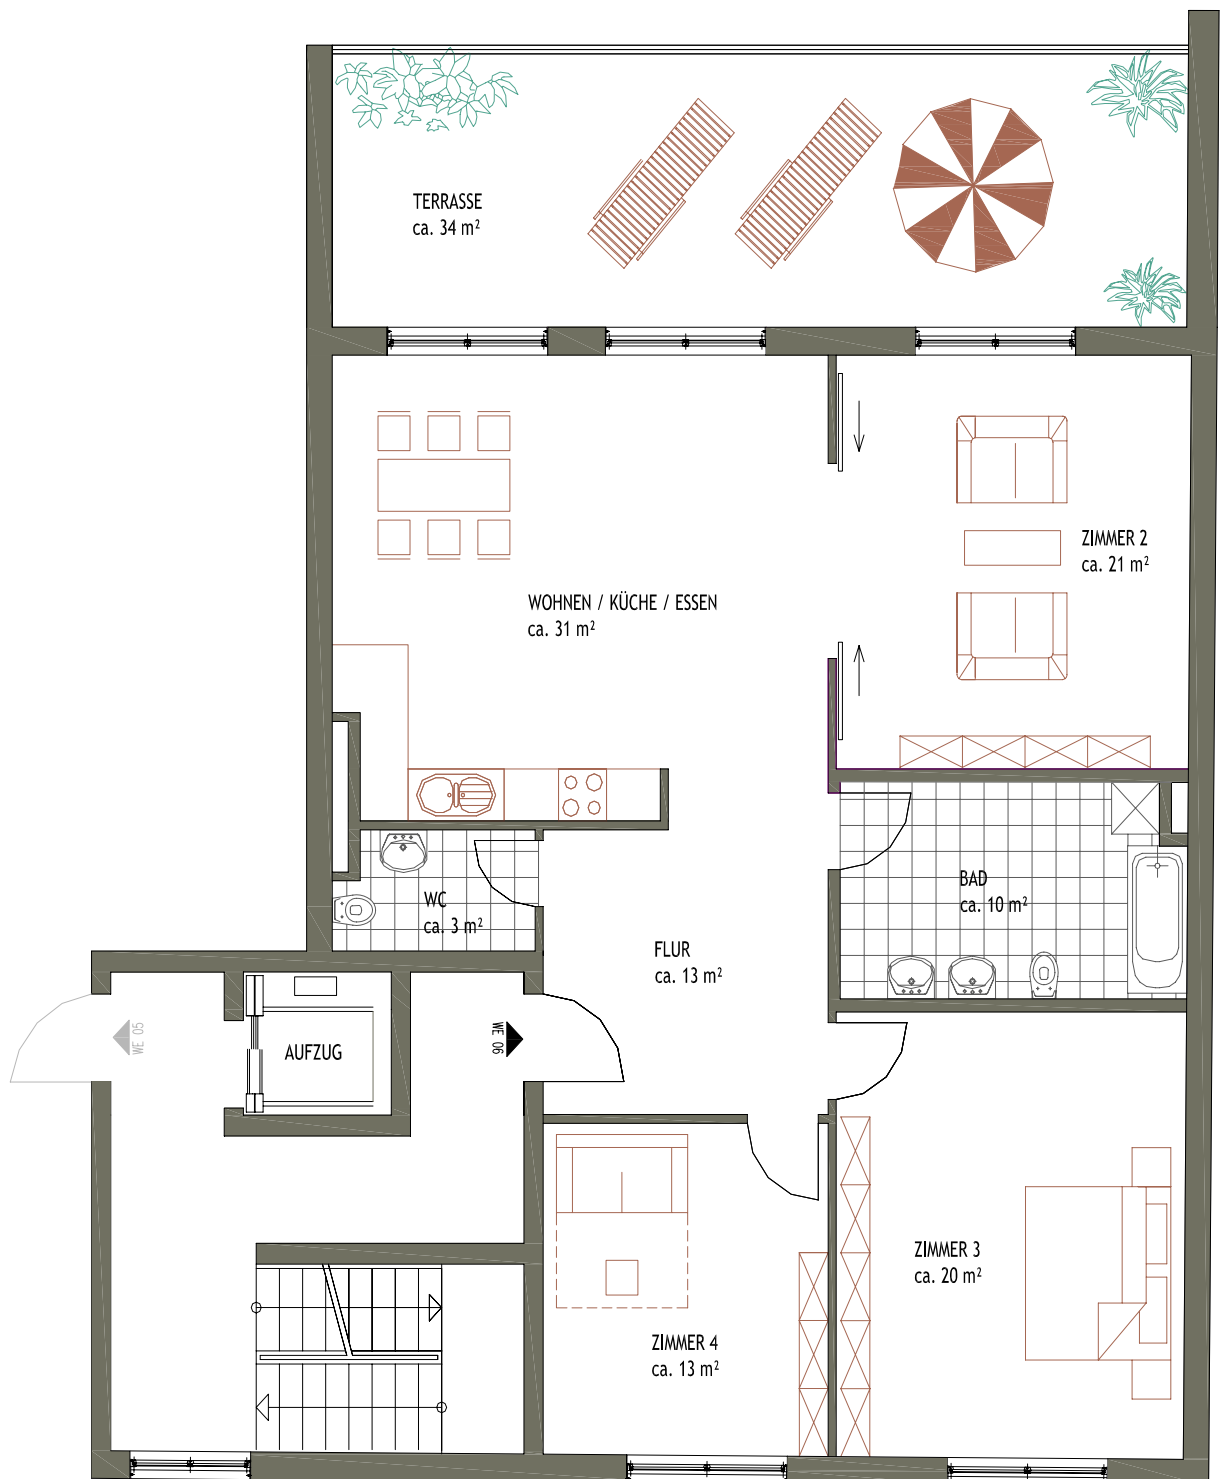 TERRASSE
ca. 34 m²
ZIMMER 2
ca. 21 m²
WOHNEN / KÜCHE / ESSEN
ca. 31 m²
WC
ca. 3 m²
BAD
ca. 10 m²
FLUR
ca. 13 m²
WE 05
AUFZUG
WE 06
ZIMMER 3
ca. 20 m²
ZIMMER 4
ca. 13 m²